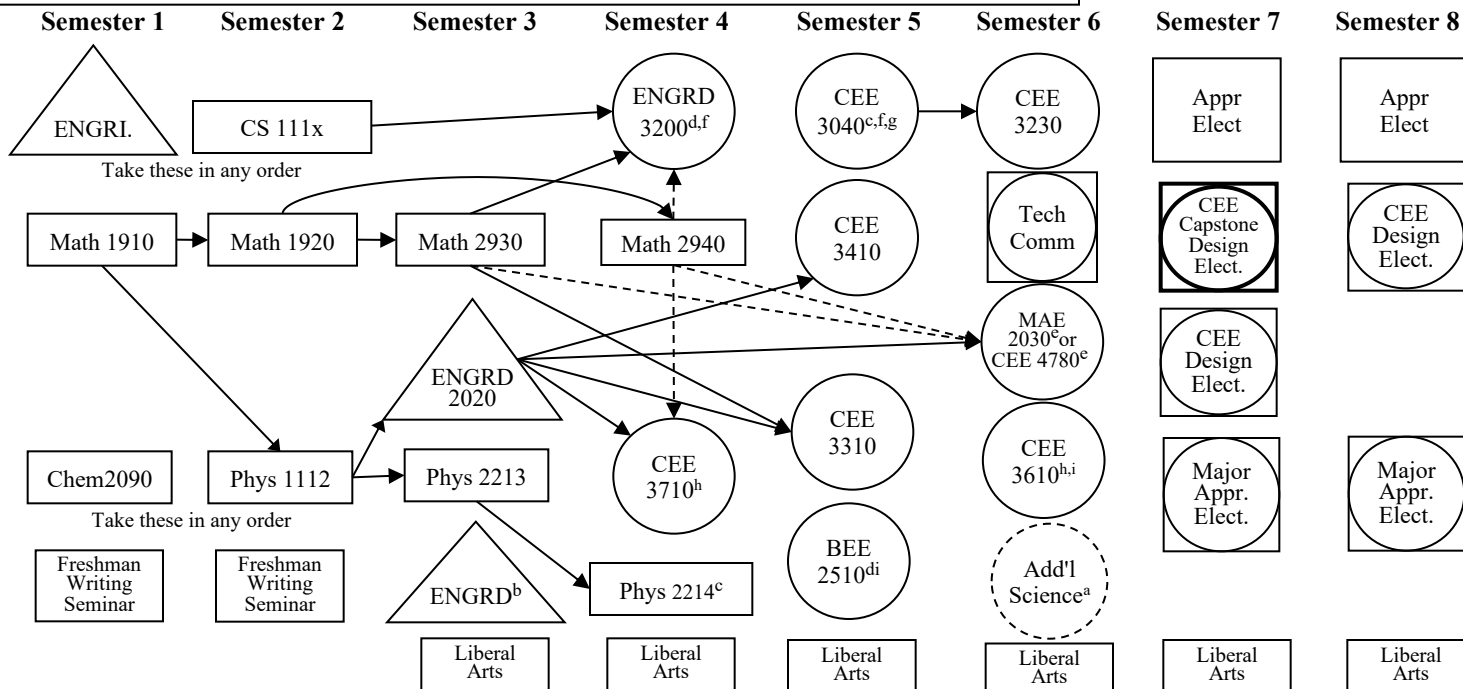 Semester 1
Semester 2
Semester 3
Semester 4
Semester 5
Semester 6
Semester 7
Semester 8
ENGRI.
CS 111x
Take these in any order
ENGRD
3200d,f
CEE
3040c,f,g
CEE
3230
Appr
Elect
Appr
Elect
Math 1910
Math 1920
Math 2930
Math 2940
CEE
3410
Tech
Comm
CEE
Capstone
Design
Elect.
CEE
Design
Elect.
ENGRD
2020
MAE
2030e or
CEE 4780e
CEE
Design
Elect.
Chem2090
Phys 1112
Take these in any order
Phys 2213
CEE
3710h
CEE
3310
CEE
3610h,i
Major
Appr.
Elect.
Major
Appr.
Elect.
Freshman
Writing
Seminar
Freshman
Writing
Seminar
ENGRDb
Phys 2214c
BEE
2510di
Add'l
Sciencea
Liberal
Arts
Liberal
Arts
Liberal
Arts
Liberal
Arts
Liberal
Arts
Liberal
Arts